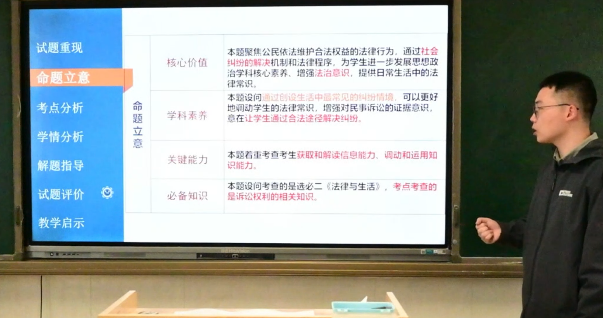 试题重现
命题立意
考点分析
学情分析
解题指导
试题评价
教学启示
命题立意
核心价值
本题聚焦公民依法维护合法权益的法律行为，通过社会
纠纷的解决机制和法律程序，为学生进一步发展思想政
治学科核心素养，增强法治意识，提供日常生活中的法
律常识。
学科素养
本题设问通过创设生活中最常见的纠纷情境，可以更好
地调动学生的法律常识，增强对民事诉讼的证据意识，
意在让学生通过合法途径解决纠纷。
关键能力
本题着重考查考生获取和解读信息能力、调动和运用知
识能力。
必备知识
本题设问考查的是选必二《法律与生活》，考点考查的
是诉讼权利的相关知识。